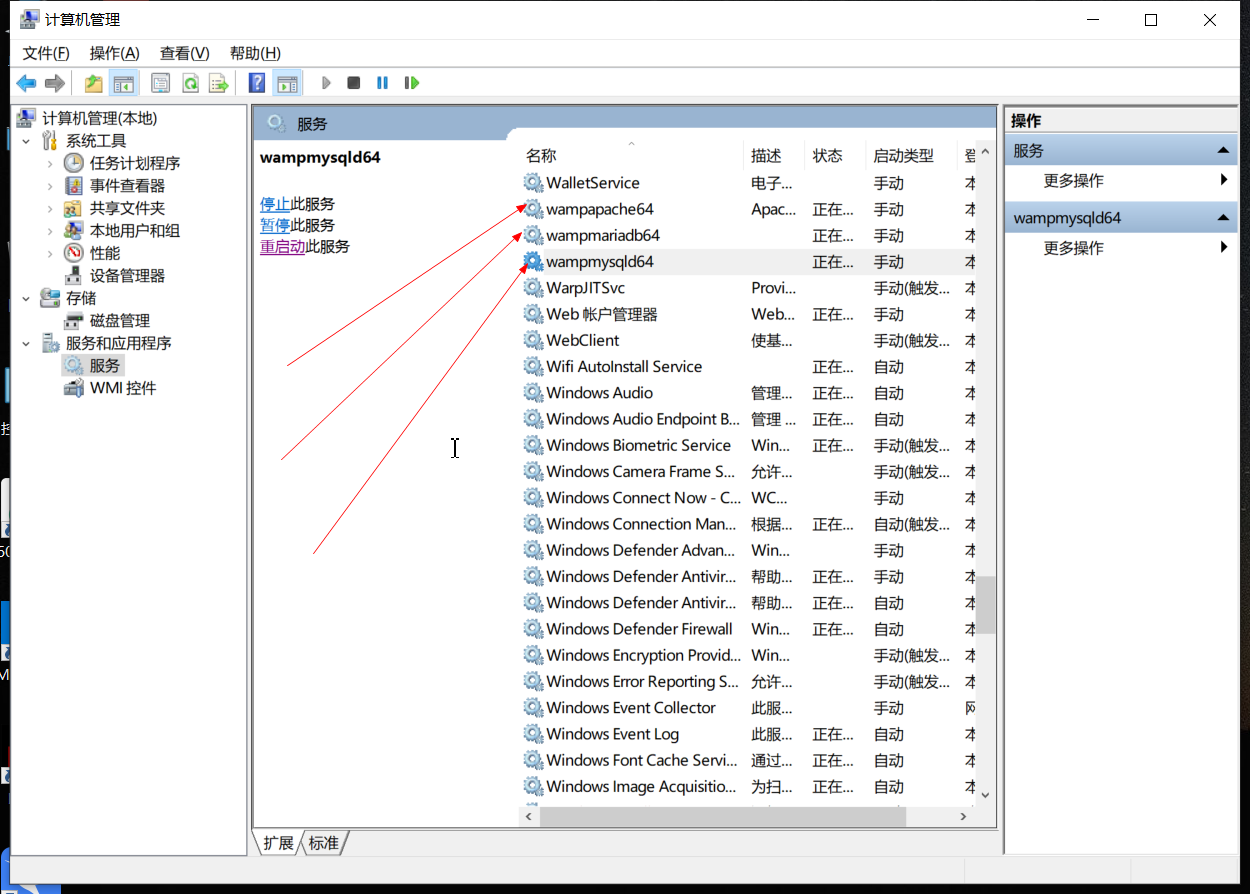 计算机管理
文件(F) 操作(A) 查看(V) 帮助(H)
计算机管理(本地)
系统工具
任务计划程序
事件查看器
共享文件夹
本地用户和组
性能
设备管理器
存储
磁盘管理
服务和应用程序
服务
WMI 控件
服务
wampmysqld64
停止此服务
暂停此服务
重启动此服务
名称 描述 状态 启动类型 登
WalletService 电子... 手动 本
wampapache64 Apac... 正在... 手动 本
wampmariadb64 正在... 手动 本
wampmysqld64 正在... 手动 本
WarpJITSvc Provi... 手动(触发... 本
Web 帐户管理器 Web... 正在... 手动 本
WebClient 使基... 手动(触发... 本
Wifi AutoInstall Service 正在... 自动 本
Windows Audio 管理... 正在... 自动 本
Windows Audio Endpoint B... 管理 ... 正在... 自动 本
Windows Biometric Service Win... 正在... 手动(触发... 本
Windows Camera Frame S... 允许... 手动(触发... 本
Windows Connect Now - C... WC... 手动 本
Windows Connection Man... 根据... 正在... 自动(触发... 本
Windows Defender Advan... Win... 手动 本
Windows Defender Antivir... 帮助... 正在... 手动 本
Windows Defender Antivir... 帮助... 正在... 自动 本
Windows Defender Firewall Win... 正在... 自动 本
Windows Encryption Provid... Win... 手动(触发... 本
Windows Error Reporting S... 允许... 手动(触发... 本
Windows Event Collector 此服... 手动 网
Windows Event Log 此服... 正在... 自动 本
Windows Font Cache Servi... 通过... 正在... 自动 本
Windows Image Acquisitio... 为扫... 正在... 自动 本
扩展 标准
操作
服务
更多操作
wampmysqld64
更多操作